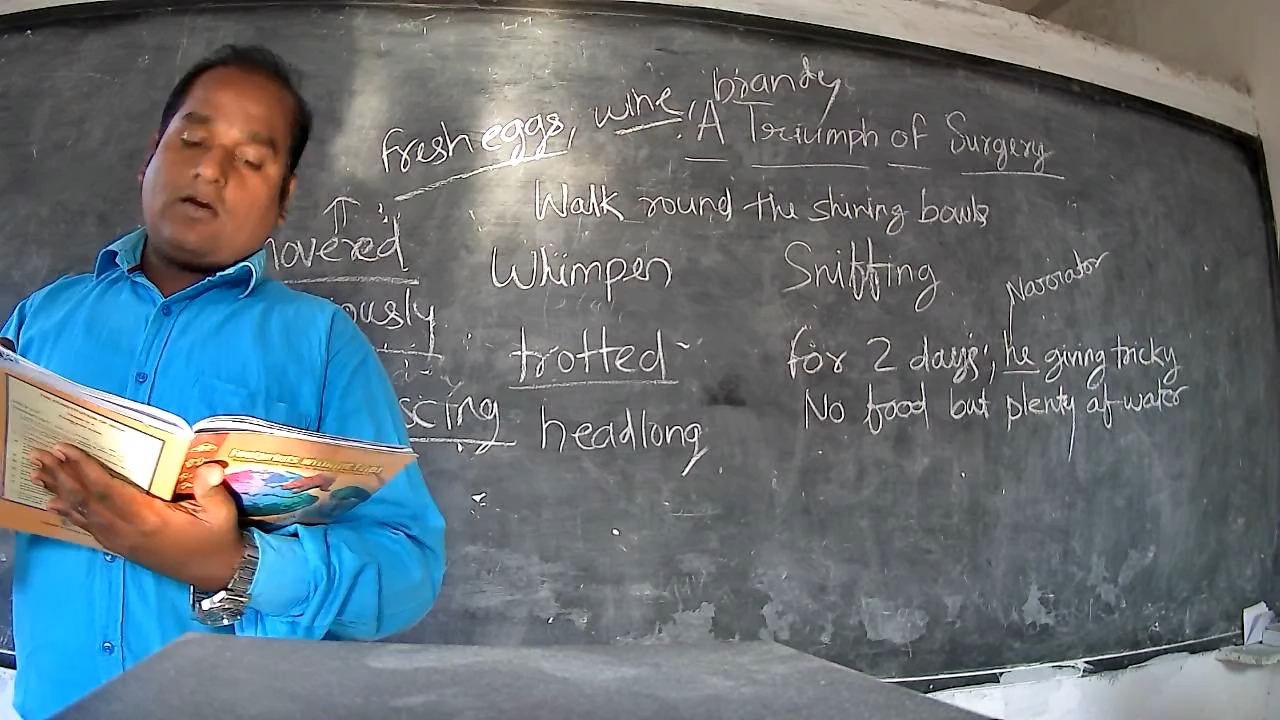 fresh eggs, wine, brandy
A Triumph of Surgery
Walk round the shining bowls
hovered
Whimper
Sniffing
Narrator
trotted
for 2 days; he giving tricky
No food but plenty of water
headlong